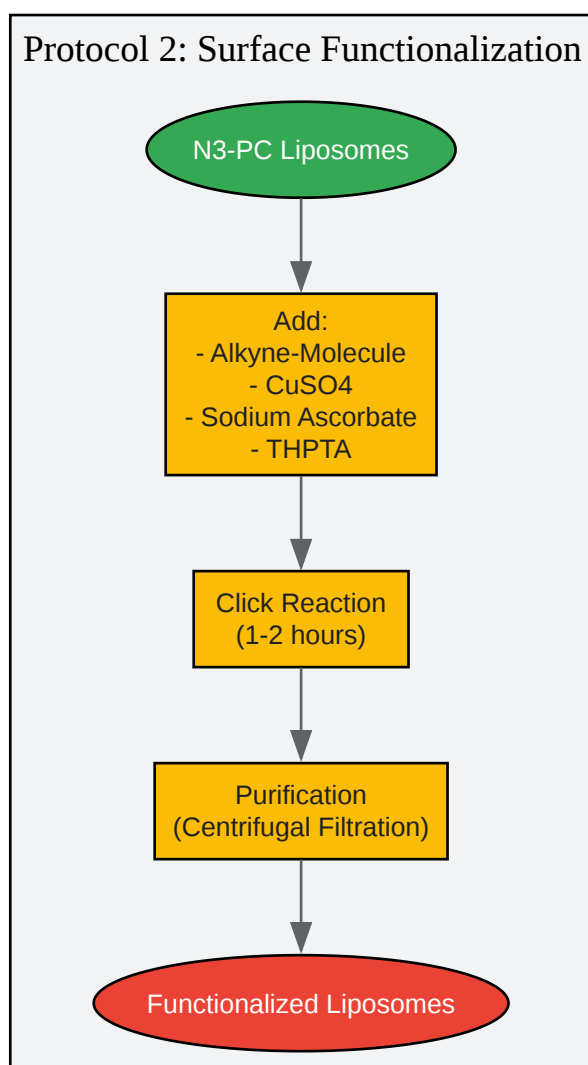 Protocol 2: Surface Functionalization
N3-PC Liposomes
Add:
- Alkyne-Molecule
- CuSO4
- Sodium Ascorbate
- THPTA
Click Reaction
(1-2 hours)
Purification
(Centrifugal Filtration)
Functionalized Liposomes